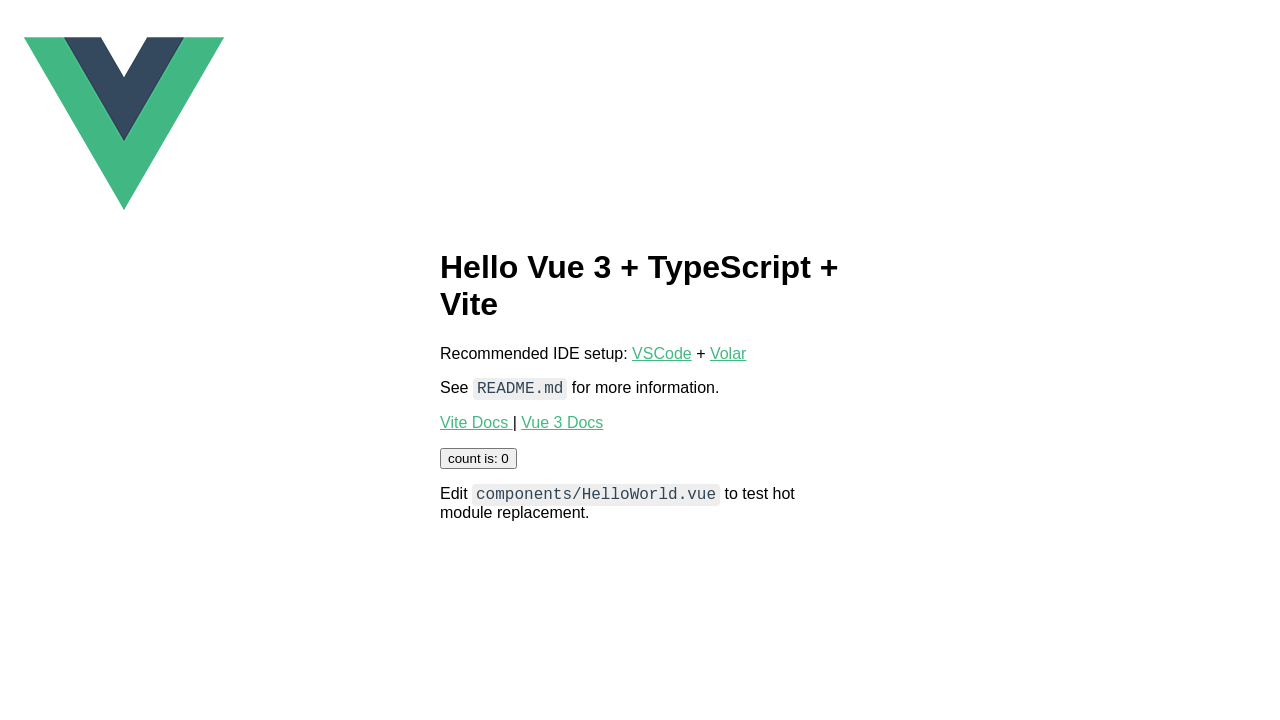 Hello Vue 3 + TypeScript +
Vite
Recommended IDE setup: VSCode + Volar
See README.md for more information.
Vite Docs | Vue 3 Docs
count is: 0
Edit components/HelloWorld.vue to test hot
module replacement.